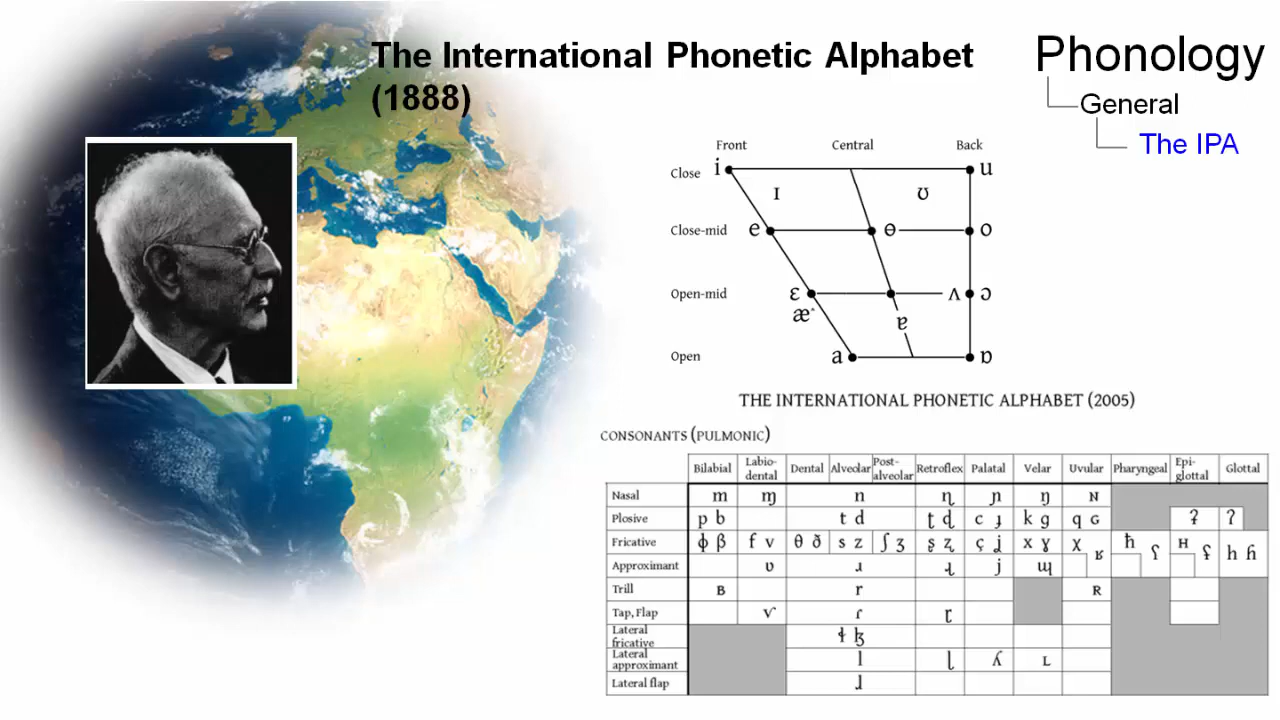 The International Phonetic Alphabet
(1888)
Phonology
General
The IPA
Front Central Back
Close i u
ɪ ʊ
Close-mid e ɵ o
Open-mid ɛ ʌ ɔ
æ ɐ
Open a ɒ
THE INTERNATIONAL PHONETIC ALPHABET (2005)
CONSONANTS (PULMONIC)
Bilabial Labio-dental Dental Alveolar Post-alveolar Retroflex Palatal Velar Uvular Pharyngeal Epi-glottal Glottal
Nasal m ɱ n ɳ ɲ ŋ ɴ
Plosive p b t d ʈ ɖ c ɟ k ɡ q ɢ ʡ ʔ
Fricative ɸ β f v θ ð s z ʃ ʒ ʂ ʐ ç ʝ x ɣ χ ʁ ħ ʕ ʜ ʢ h ɦ
Approximant ʋ ɹ ɻ j ɰ
Trill ʙ r ʀ
Tap, Flap ⱱ ɾ ɽ
Lateral fricative ɬ ɮ
Lateral approximant l ɭ ʎ ʟ
Lateral flap ɺ